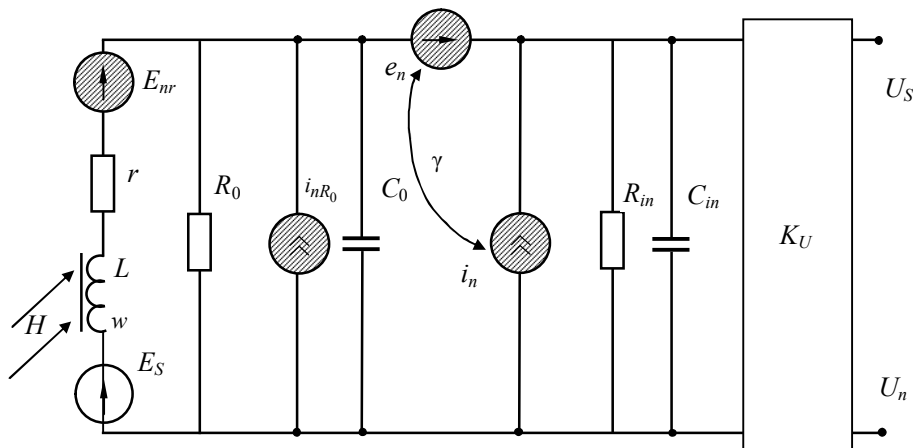 E_nr
e_n
U_S
r
R_0
i_nR_0
C_0
γ
R_in
C_in
K_U
L
i_n
H
w
E_S
U_n